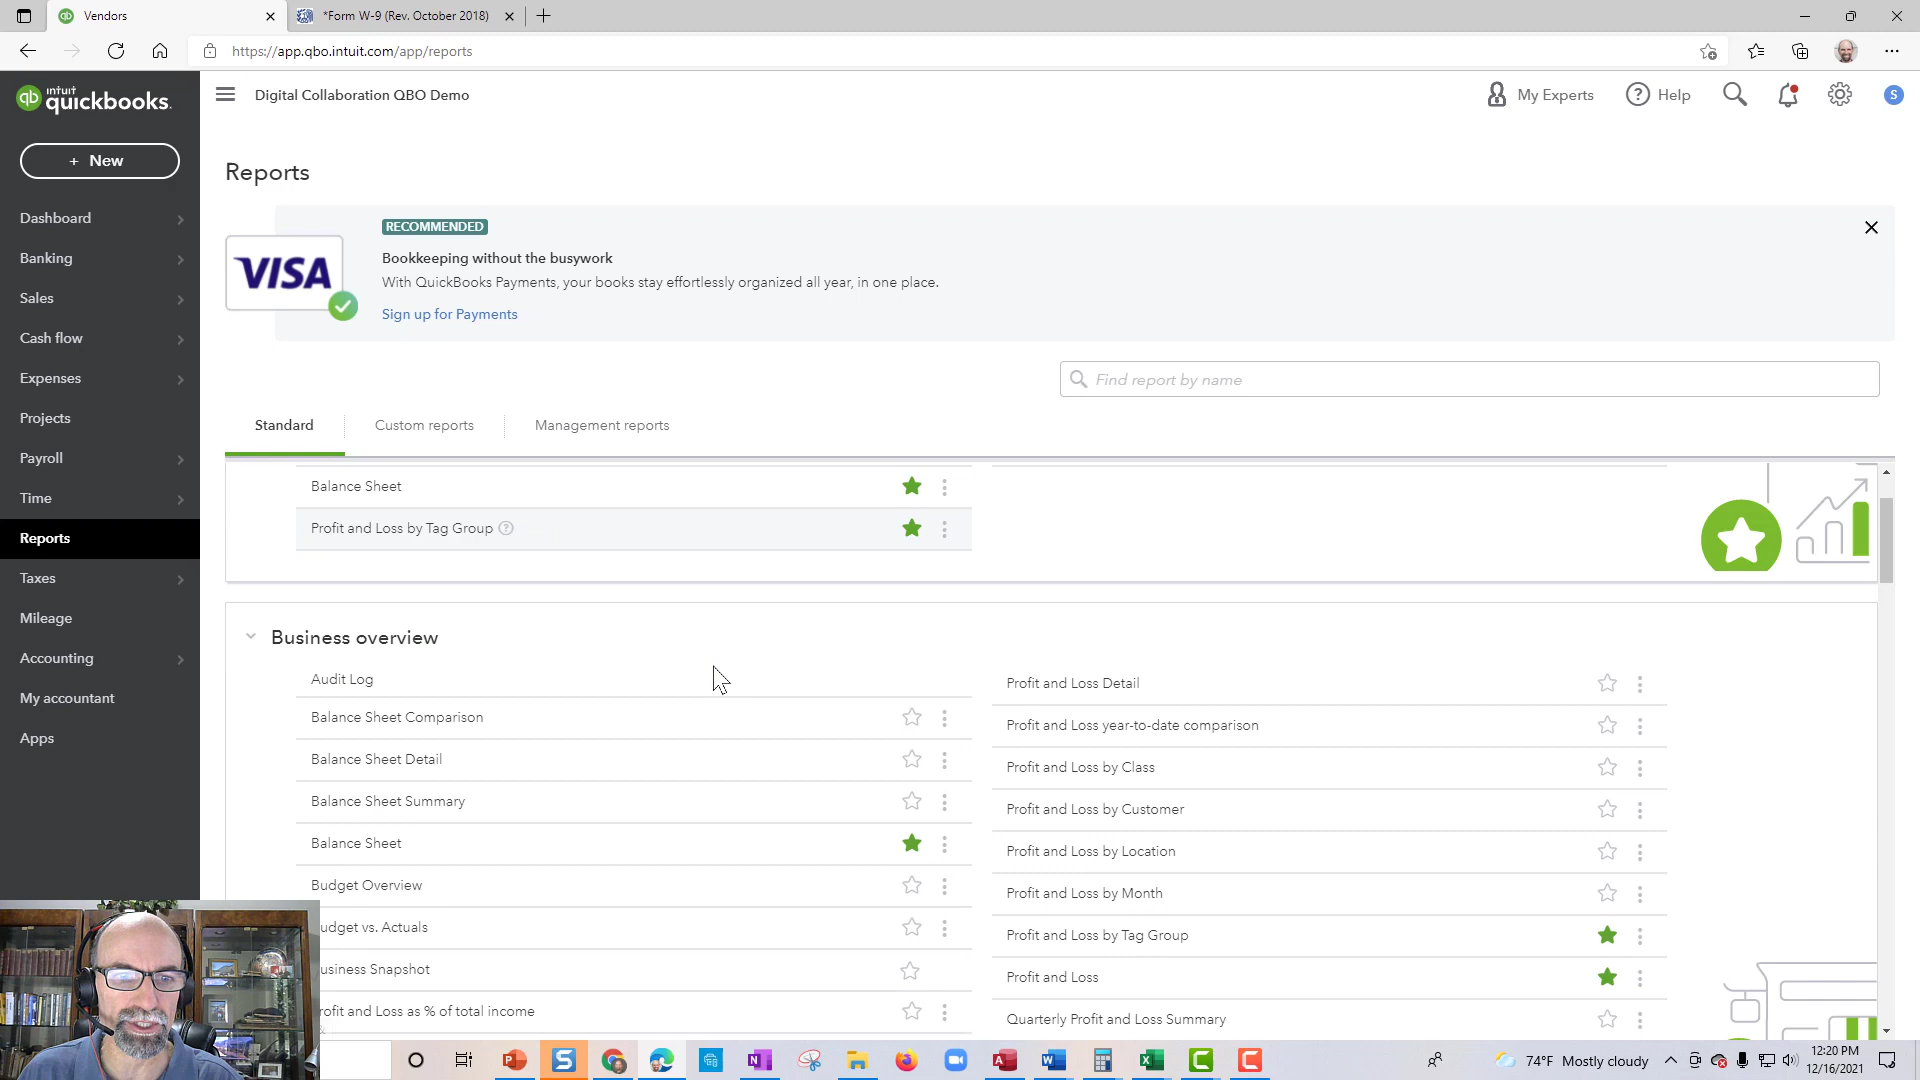 Vendors
*Form W-9 (Rev. October 2018)
https://app.qbo.intuit.com/app/reports
intuit
quickbooks.
Digital Collaboration QBO Demo
My Experts
Help
S
+ New
Dashboard
Banking
Sales
Cash flow
Expenses
Projects
Payroll
Time
Reports
Taxes
Mileage
Accounting
My accountant
Apps
Reports
VISA
RECOMMENDED
Bookkeeping without the busywork
With QuickBooks Payments, your books stay effortlessly organized all year, in one place.
Sign up for Payments
Find report by name
Standard
Custom reports
Management reports
Balance Sheet
Profit and Loss by Tag Group
Business overview
Audit Log
Balance Sheet Comparison
Balance Sheet Detail
Balance Sheet Summary
Balance Sheet
Budget Overview
udget vs. Actuals
usiness Snapshot
rofit and Loss as % of total income
Profit and Loss Detail
Profit and Loss year-to-date comparison
Profit and Loss by Class
Profit and Loss by Customer
Profit and Loss by Location
Profit and Loss by Month
Profit and Loss by Tag Group
Profit and Loss
Quarterly Profit and Loss Summary
74°F Mostly cloudy
12:20 PM
12/16/2021